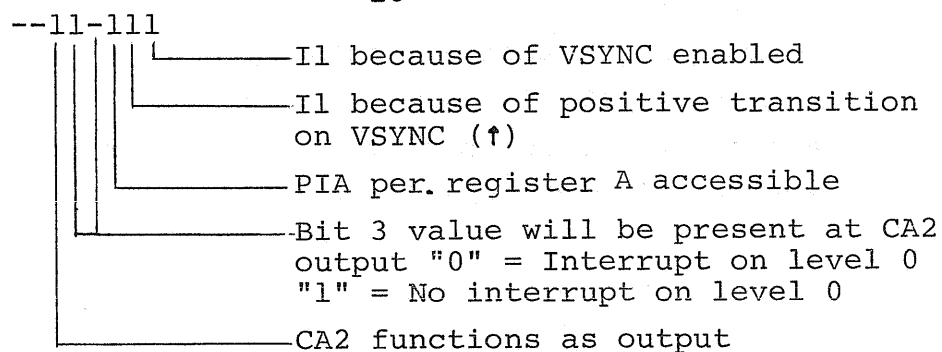 --11-111
I1 because of VSYNC enabled
I1 because of positive transition
on VSYNC (↑)
PIA per. register A accessible
Bit 3 value will be present at CA2
output "0" = Interrupt on level 0
"1" = No interrupt on level 0
CA2 functions as output